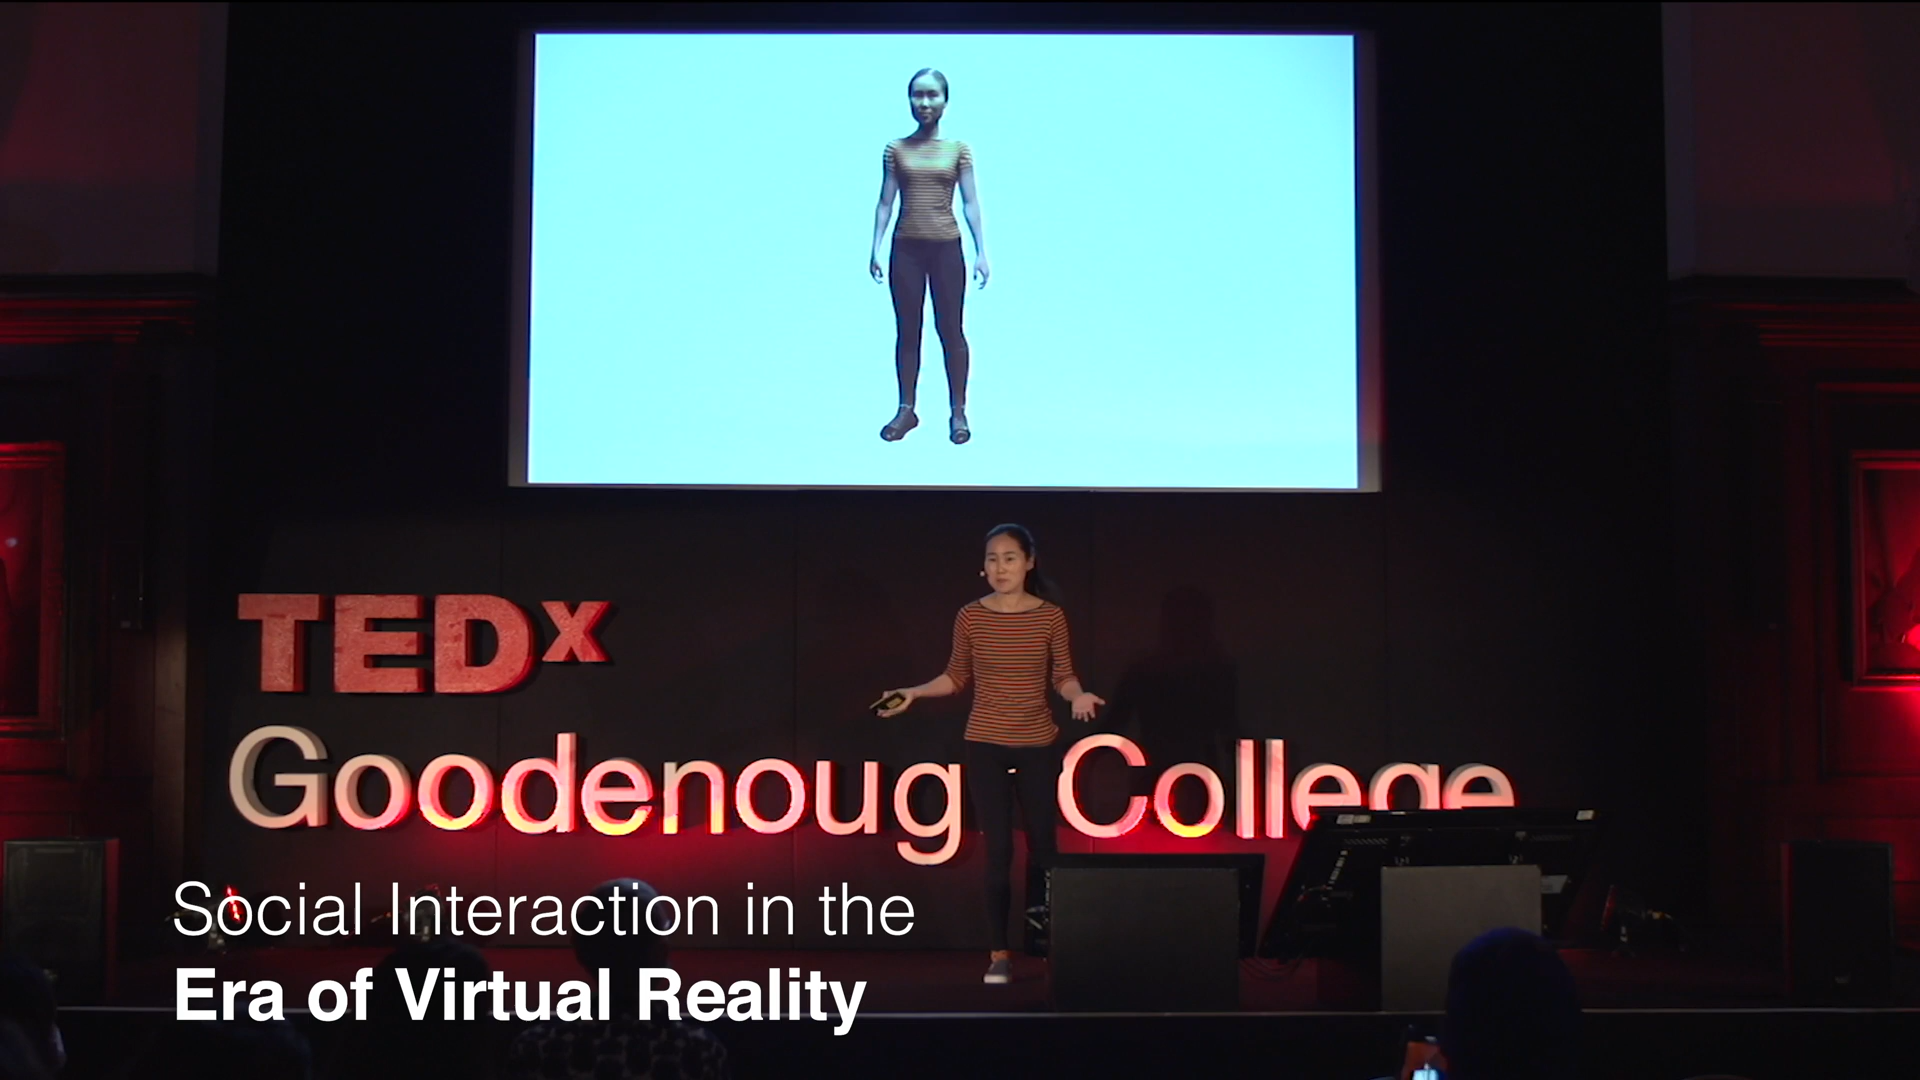 TEDx
Goodenoug College
Social Interaction in the
Era of Virtual Reality